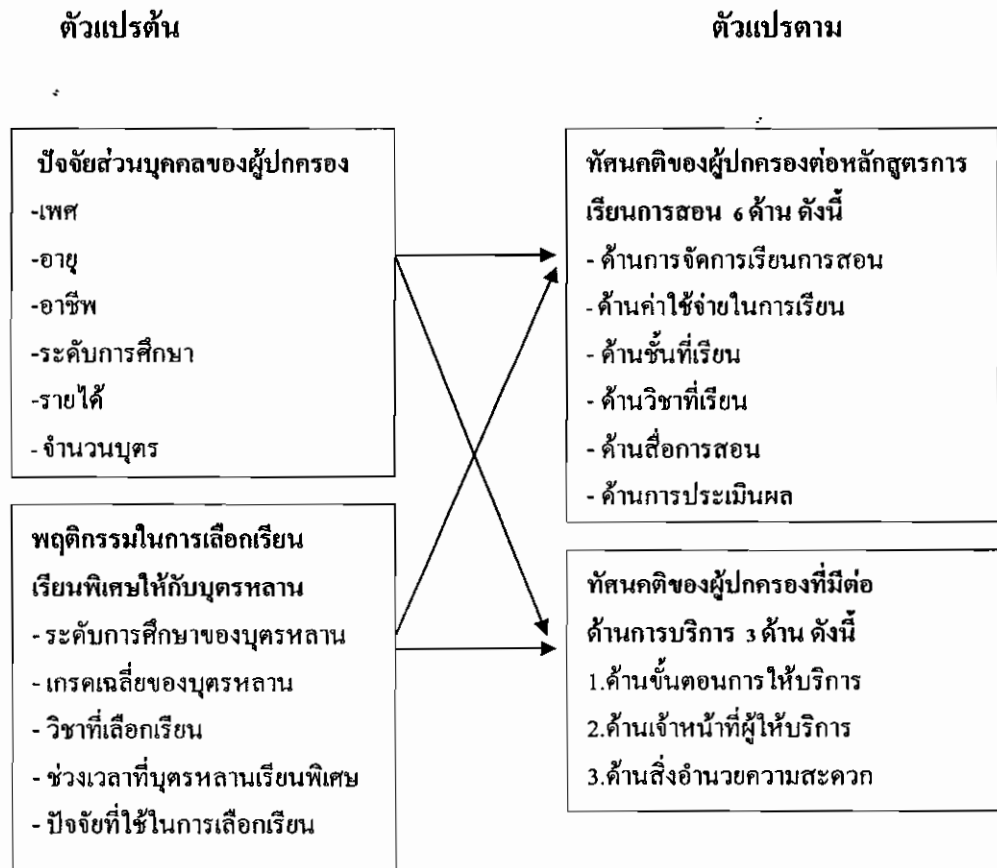 ตัวแปรต้น
ตัวแปรตาม
ปัจจัยส่วนบุคคลของผู้ปกครอง
-เพศ
-อายุ
-อาชีพ
-ระดับการศึกษา
-รายได้
- จำนวนบุตร
พฤติกรรมในการเลือกเรียน
เรียนพิเศษให้กับบุตรหลาน
- ระดับการศึกษาของบุตรหลาน
- เกรดเฉลี่ยของบุตรหลาน
- วิชาที่เลือกเรียน
- ช่วงเวลาที่บุตรหลานเรียนพิเศษ
- ปัจจัยที่ใช้ในการเลือกเรียน
ทัศนคติของผู้ปกครองต่อหลักสูตรการ
เรียนการสอน 6 ด้าน ดังนี้
- ด้านการจัดการเรียนการสอน
- ด้านค่าใช้จ่ายในการเรียน
- ด้านชั้นที่เรียน
- ด้านวิชาที่เรียน
- ด้านสื่อการสอน
- ด้านการประเมินผล
ทัศนคติของผู้ปกครองที่มีต่อ
ด้านการบริการ 3 ด้าน ดังนี้
1.ด้านขั้นตอนการให้บริการ
2.ด้านเจ้าหน้าที่ผู้ให้บริการ
3.ด้านสิ่งอำนวยความสะดวก